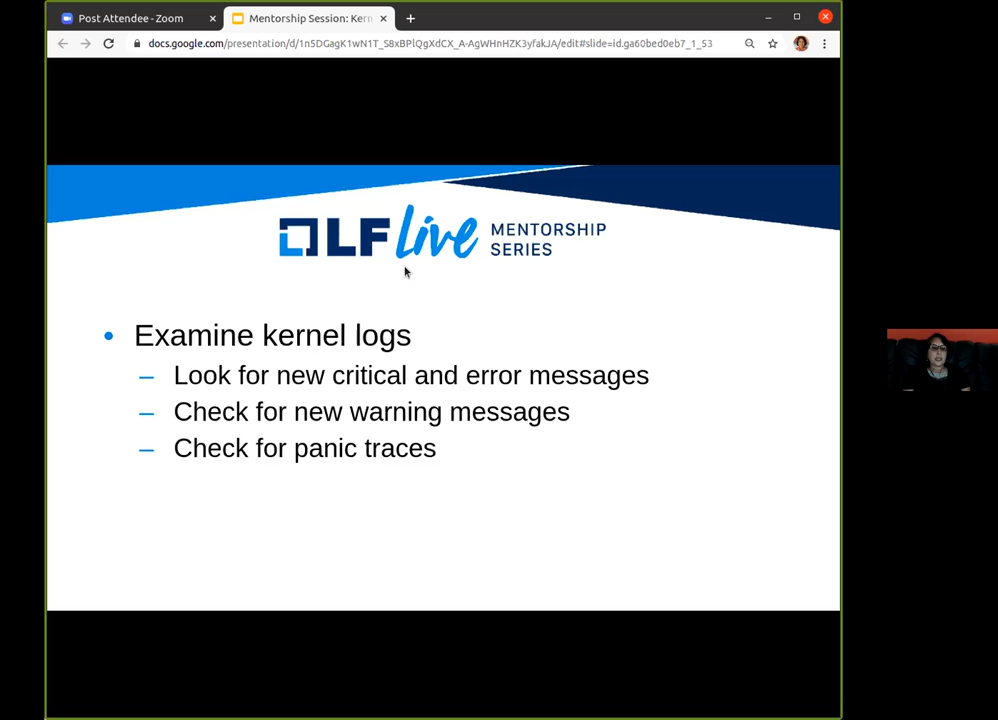 Post Attendee - Zoom
Mentorship Session: Kern
docs.google.com/presentation/d/1n5DGagK1wN1T_S8xBPlQgXdCX_A-AgWHnHZK3yfakJA/edit#slide=id.ga60bed0eb7_1_53
LF Live MENTORSHIP
SERIES
• Examine kernel logs
– Look for new critical and error messages
– Check for new warning messages
– Check for panic traces